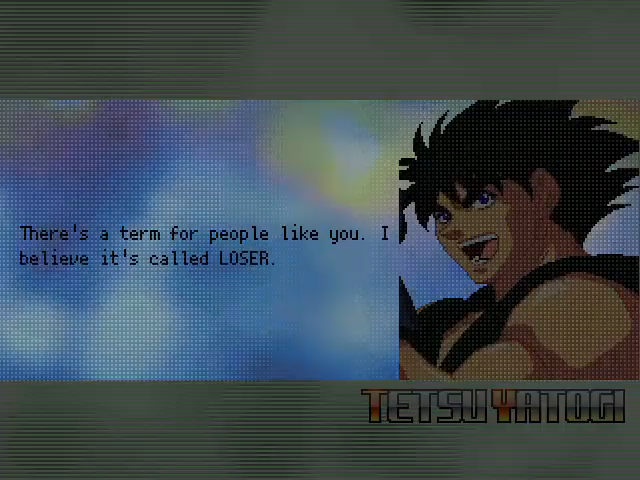 There's a term for people like you. I
believe it's called LOSER.
TETSU YATOGI